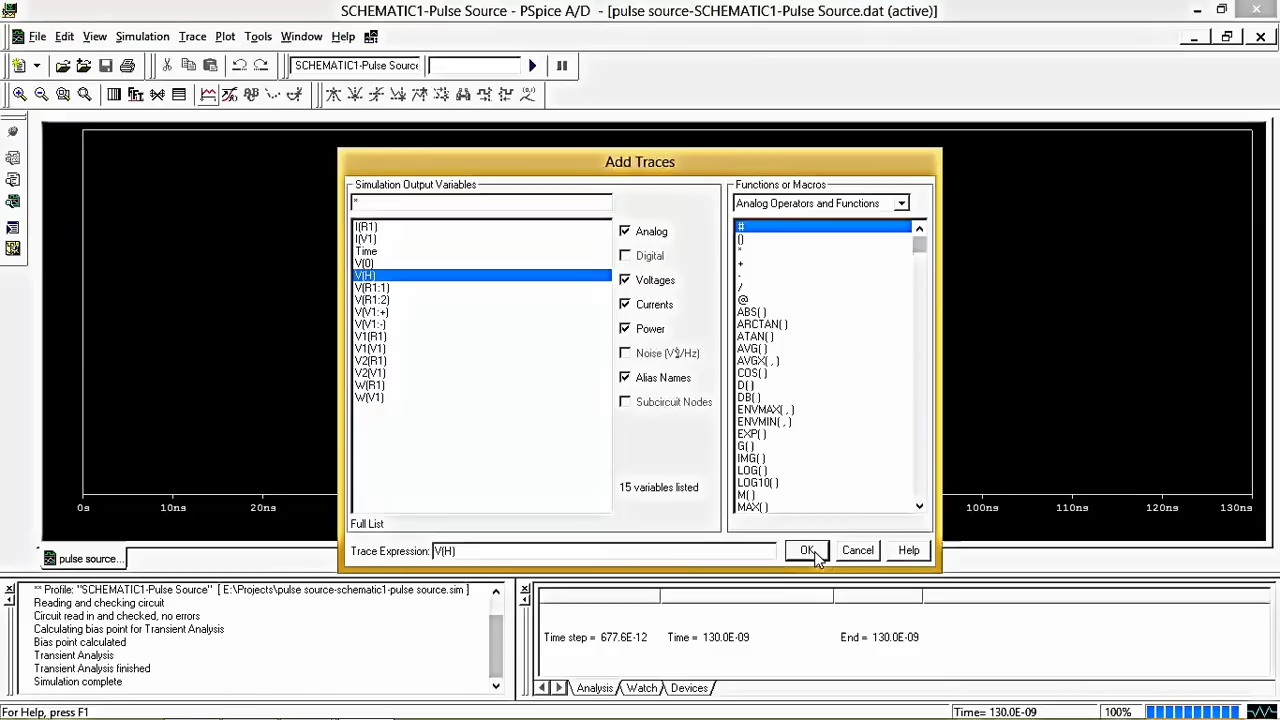 SCHEMATIC1-Pulse Source - PSpice A/D - [pulse source-SCHEMATIC1-Pulse Source.dat (active)]
File Edit View Simulation Trace Plot Tools Window Help
SCHEMATIC1-Pulse Source
Add Traces
Simulation Output Variables
*
I(R1)
I(V1)
Time
V(0)
V(H)
V(R1:1)
V(R1:2)
V(V1:+)
V(V1:-)
V1(R1)
V1(V1)
V2(R1)
V2(V1)
W(R1)
W(V1)
Full List
Analog
Digital
Voltages
Currents
Power
Noise (V²/Hz)
Alias Names
Subcircuit Nodes
15 variables listed
Functions or Macros
Analog Operators and Functions
#
()
*
+
-
/
@
ABS( )
ARCTAN( )
ATAN( )
AVG( )
AVGX( , )
COS( )
D( )
DB( )
ENVMAX( , )
ENVMIN( , )
EXP( )
G( )
IMG( )
LOG( )
LOG10( )
M( )
MAX( )
Trace Expression: V(H)
OK Cancel Help
0s 10ns 20ns 100ns 110ns 120ns 130ns
pulse source...
** Profile: "SCHEMATIC1-Pulse Source" [ E:\Projects\pulse source-schematic1-pulse source.sim ]
Reading and checking circuit
Circuit read in and checked, no errors
Calculating bias point for Transient Analysis
Bias point calculated
Transient Analysis
Transient Analysis finished
Simulation complete
Time step = 677.6E-12 Time = 130.0E-09 End = 130.0E-09
Analysis Watch Devices
For Help, press F1
Time= 130.0E-09 100%